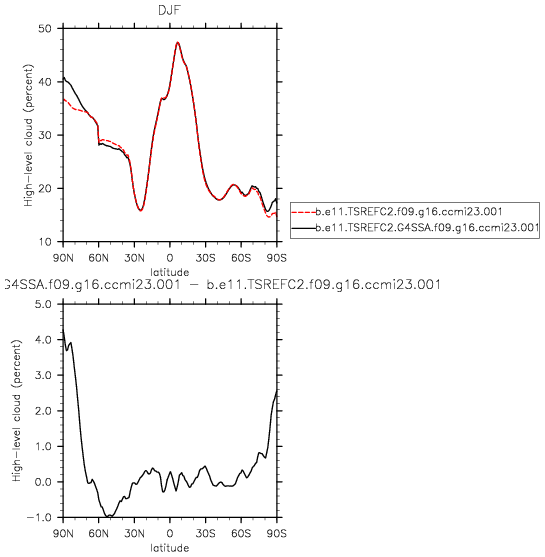 DJF
50
40
30
20
10
High-level cloud (percent)
90N 60N 30N 0 30S 60S 90S
latitude
b.e11.TSREFC2.f09.g16.ccmi23.001
b.e11.TSREFC2.G4SSA.f09.g16.ccmi23.001
G4SSA.f09.g16.ccmi23.001 - b.e11.TSREFC2.f09.g16.ccmi23.001
5.0
4.0
3.0
2.0
1.0
0.0
-1.0
High-level cloud (percent)
90N 60N 30N 0 30S 60S 90S
latitude